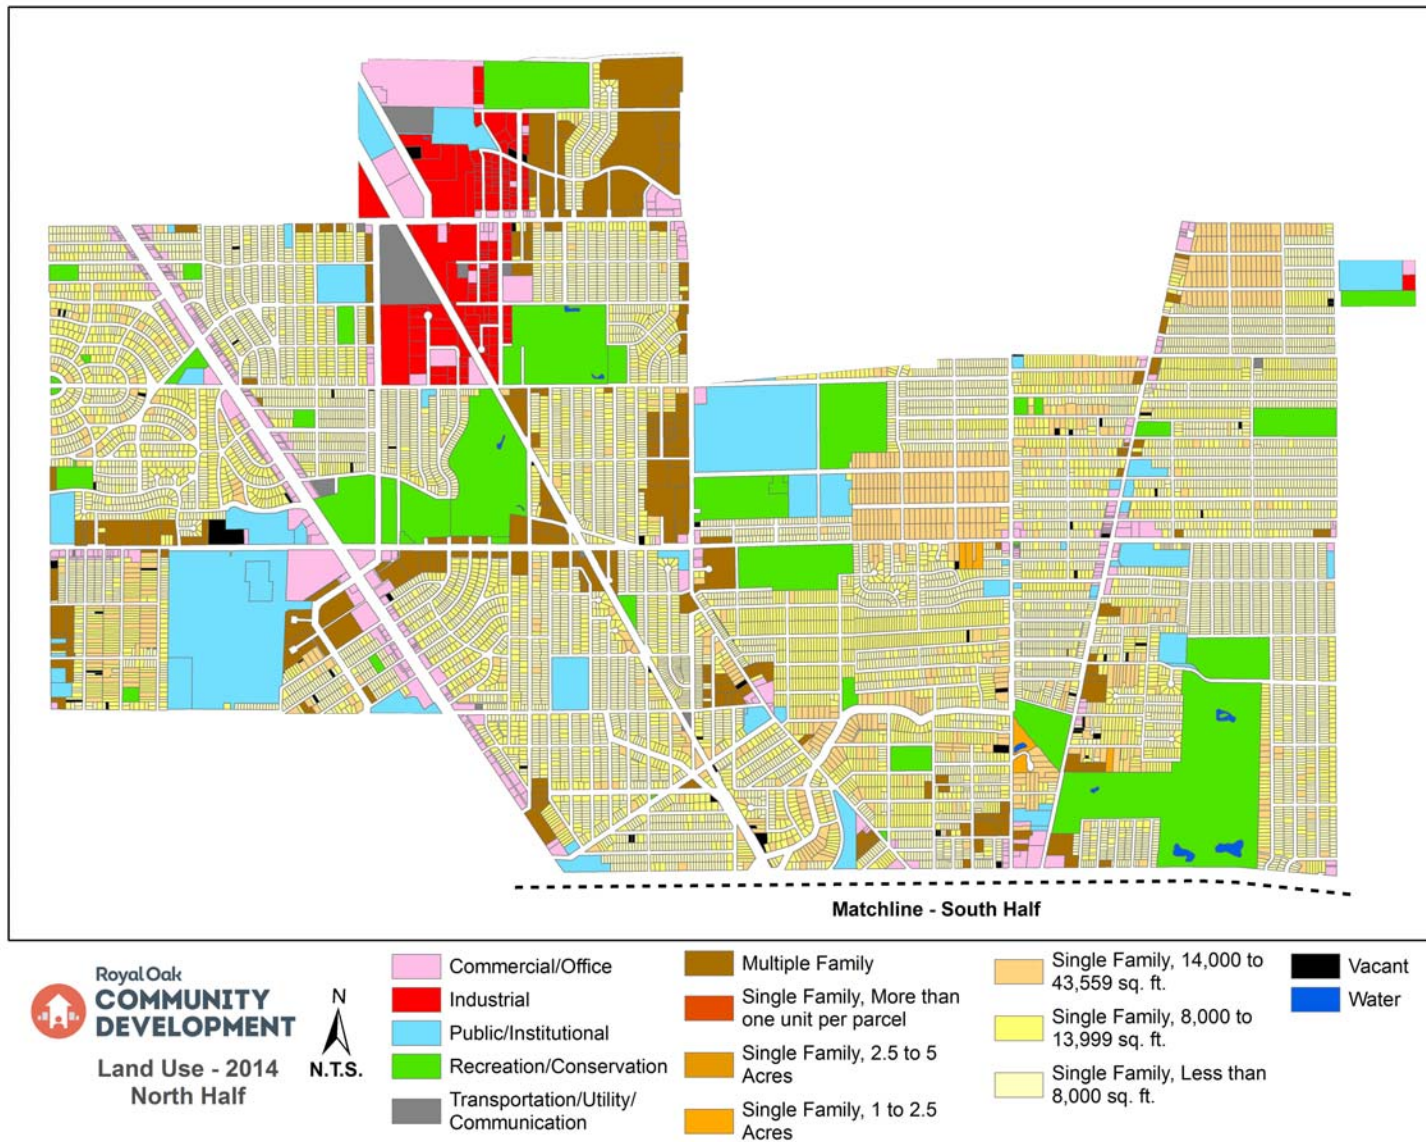 Matchline - South Half
Royal Oak
COMMUNITY
DEVELOPMENT
Land Use - 2014
North Half
N
N.T.S.
Commercial/Office
Industrial
Public/Institutional
Recreation/Conservation
Transportation/Utility/
Communication
Multiple Family
Single Family, More than
one unit per parcel
Single Family, 2.5 to 5
Acres
Single Family, 1 to 2.5
Acres
Single Family, 14,000 to
43,559 sq. ft.
Single Family, 8,000 to
13,999 sq. ft.
Single Family, Less than
8,000 sq. ft.
Vacant
Water